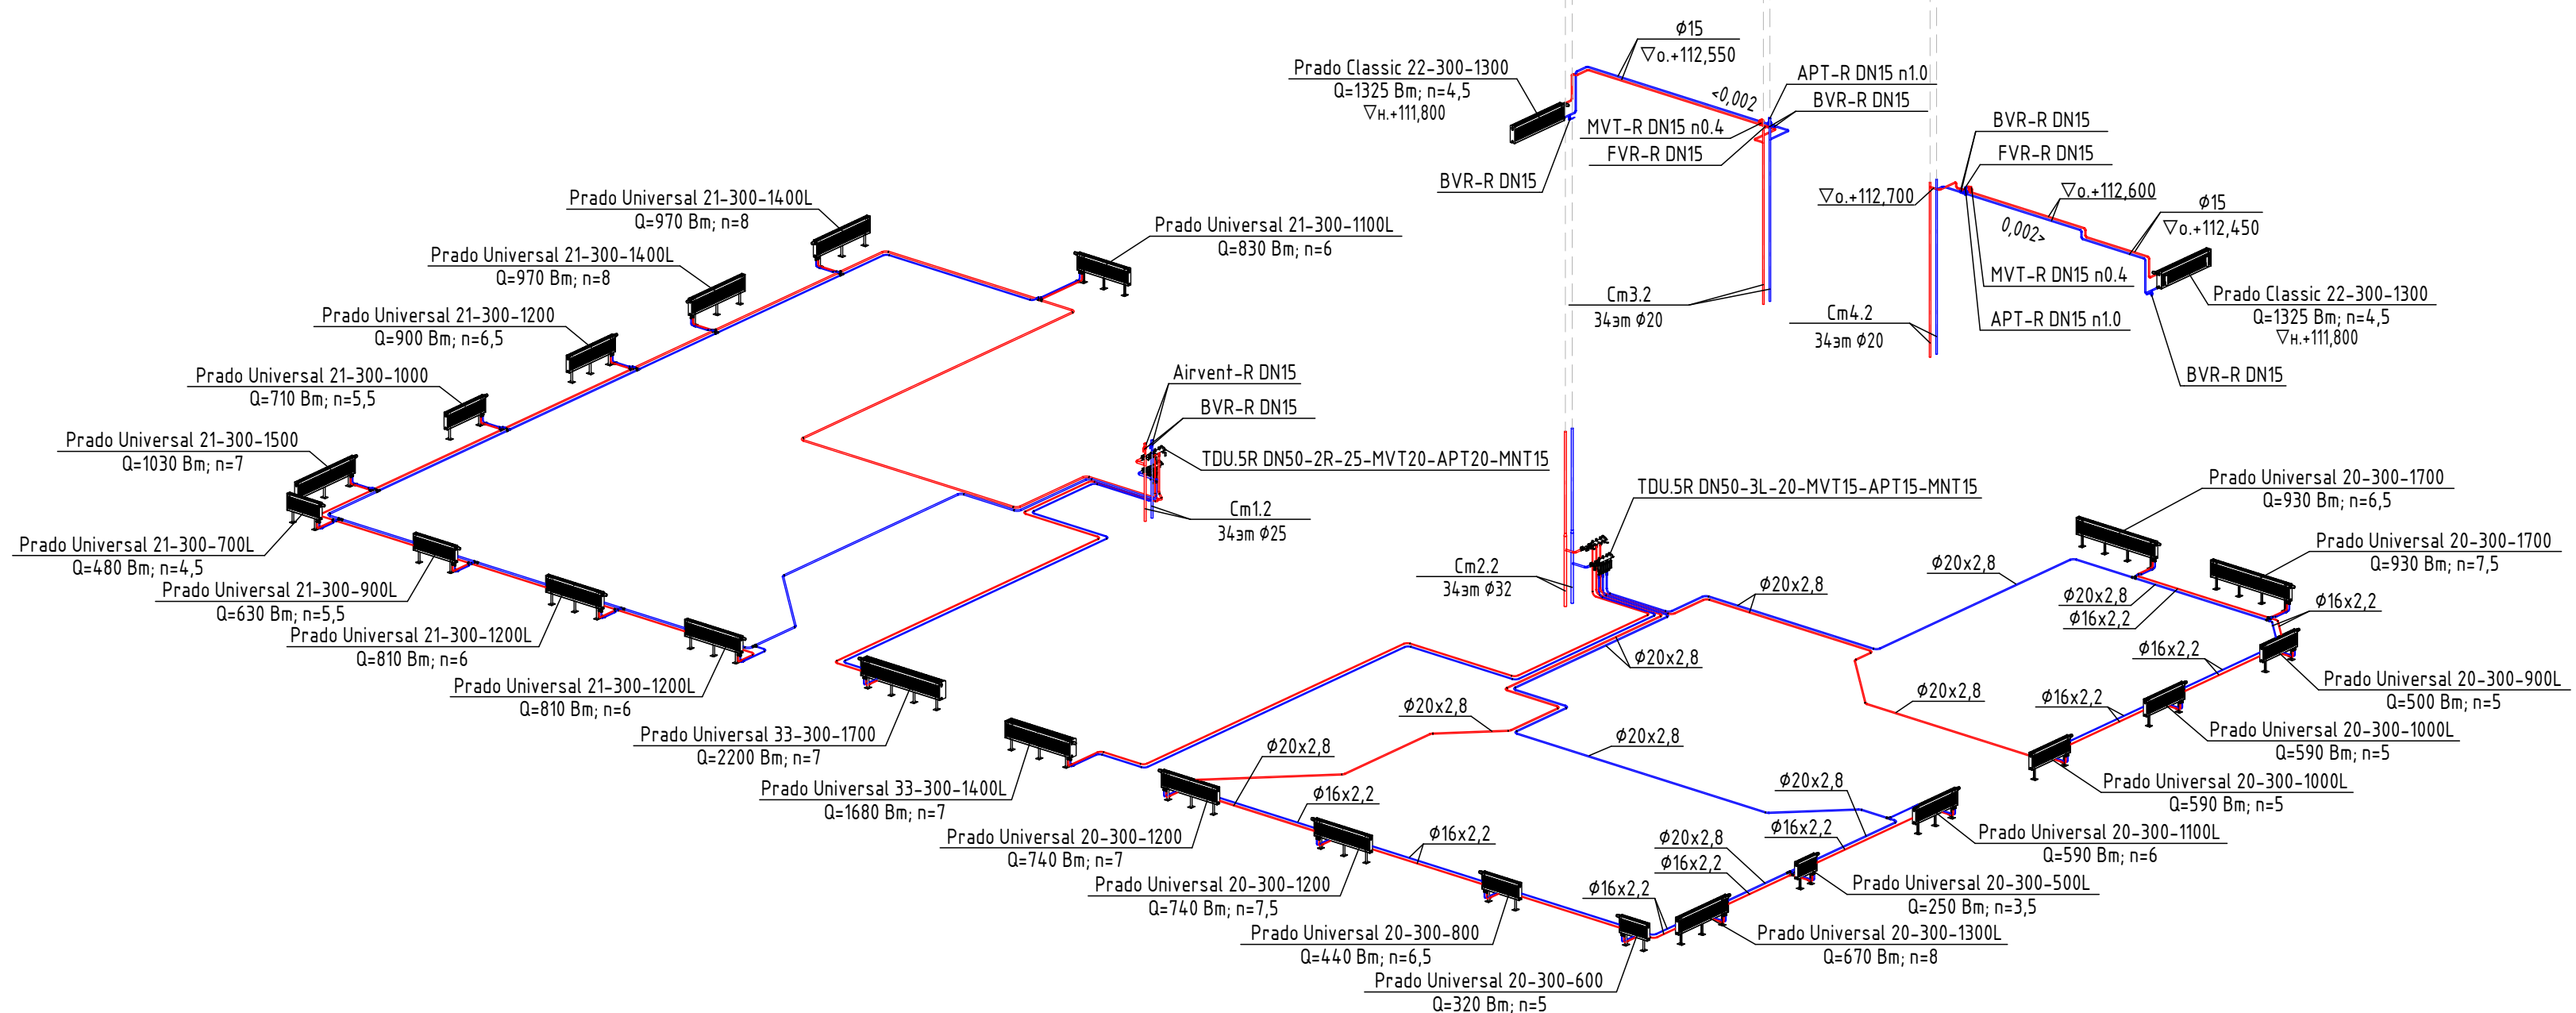 Prado Universal 21-300-1400L
Q=970 Вт; n=8
Prado Universal 21-300-1400L
Q=970 Вт; n=8
Prado Universal 21-300-1200
Q=900 Вт; n=6,5
Prado Universal 21-300-1000
Q=710 Вт; n=5,5
Prado Universal 21-300-1500
Q=1030 Вт; n=7
Prado Universal 21-300-700L
Q=480 Вт; n=4,5
Prado Universal 21-300-900L
Q=630 Вт; n=5,5
Prado Universal 21-300-1200L
Q=810 Вт; n=6
Prado Universal 21-300-1200L
Q=810 Вт; n=6
Prado Universal 33-300-1700
Q=2200 Вт; n=7
Prado Universal 21-300-1100L
Q=830 Вт; n=6
Airvent-R DN15
BVR-R DN15
TDU.5R DN50-2R-25-MVT20-APT20-MNT15
Ст1.2
34эт φ25
Prado Classic 22-300-1300
Q=1325 Вт; n=4,5
▽н.+111,800
φ15
▽о.+112,550
<0,002
APT-R DN15 n1.0
BVR-R DN15
MVT-R DN15 n0.4
FVR-R DN15
BVR-R DN15
Ст3.2
34эт φ20
BVR-R DN15
FVR-R DN15
▽о.+112,700
▽о.+112,600
φ15
▽о.+112,450
0,002>
MVT-R DN15 n0.4
APT-R DN15 n1.0
Ст4.2
34эт φ20
Prado Classic 22-300-1300
Q=1325 Вт; n=4,5
▽н.+111,800
BVR-R DN15
TDU.5R DN50-3L-20-MVT15-APT15-MNT15
Ст2.2
34эт φ32
φ20x2,8
φ20x2,8
φ20x2,8
Prado Universal 20-300-1700
Q=930 Вт; n=6,5
Prado Universal 20-300-1700
Q=930 Вт; n=7,5
φ20x2,8
φ16x2,2
φ16x2,2
φ16x2,2
φ16x2,2
φ20x2,8
Prado Universal 20-300-900L
Q=500 Вт; n=5
Prado Universal 20-300-1000L
Q=590 Вт; n=5
Prado Universal 20-300-1000L
Q=590 Вт; n=5
φ20x2,8
φ20x2,8
φ20x2,8
φ16x2,2
φ16x2,2
φ20x2,8
φ20x2,8
φ16x2,2
φ16x2,2
φ16x2,2
Prado Universal 33-300-1400L
Q=1680 Вт; n=7
Prado Universal 20-300-1200
Q=740 Вт; n=7
Prado Universal 20-300-1200
Q=740 Вт; n=7,5
Prado Universal 20-300-800
Q=440 Вт; n=6,5
Prado Universal 20-300-600
Q=320 Вт; n=5
Prado Universal 20-300-1100L
Q=590 Вт; n=6
Prado Universal 20-300-500L
Q=250 Вт; n=3,5
Prado Universal 20-300-1300L
Q=670 Вт; n=8